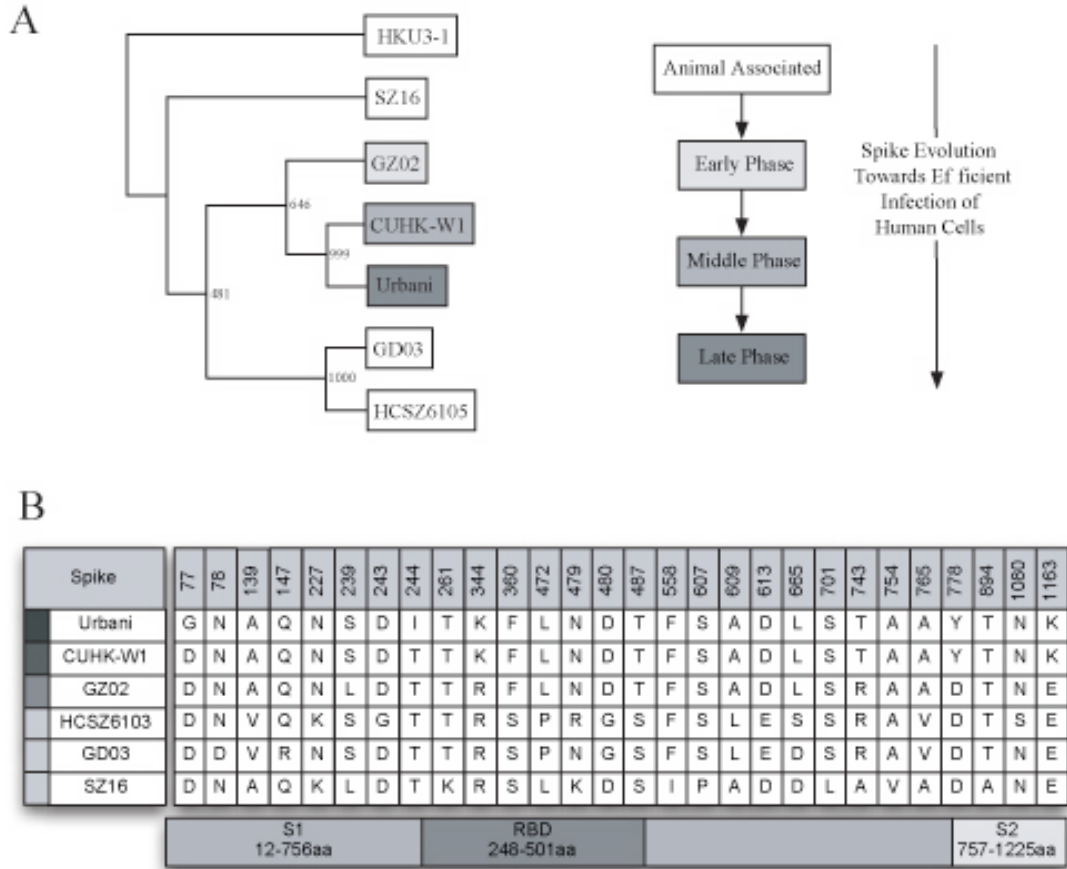 A
HKU3-1
SZ16
GZ02
646
CUHK-W1
999
Urbani
481
GD03
1000
HCSZ6105
Animal Associated
Early Phase
Middle Phase
Late Phase
Spike Evolution
Towards Ef ficient
Infection of
Human Cells
B
Spike 77 78 139 147 227 239 243 244 261 344 360 472 479 480 487 558 607 609 613 665 701 743 754 765 778 894 1080 1163
Urbani G N A Q N S D I T K F L N D T F S A D L S T A A Y T N K
CUHK-W1 D N A Q N S D T T K F L N D T F S A D L S T A A Y T N K
GZ02 D N A Q N L D T T R F L N D T F S A D L S R A A D T N E
HCSZ6103 D N V Q K S G T T R S P R G S F S L E S S R A V D T S E
GD03 D D V R N S D T T R S P N G S F S L E D S R A V D T N E
SZ16 D N A Q K L D T K R S L K D S I P A D D L A V A D A N E
S1
12-756aa
RBD
248-501aa
S2
757-1225aa